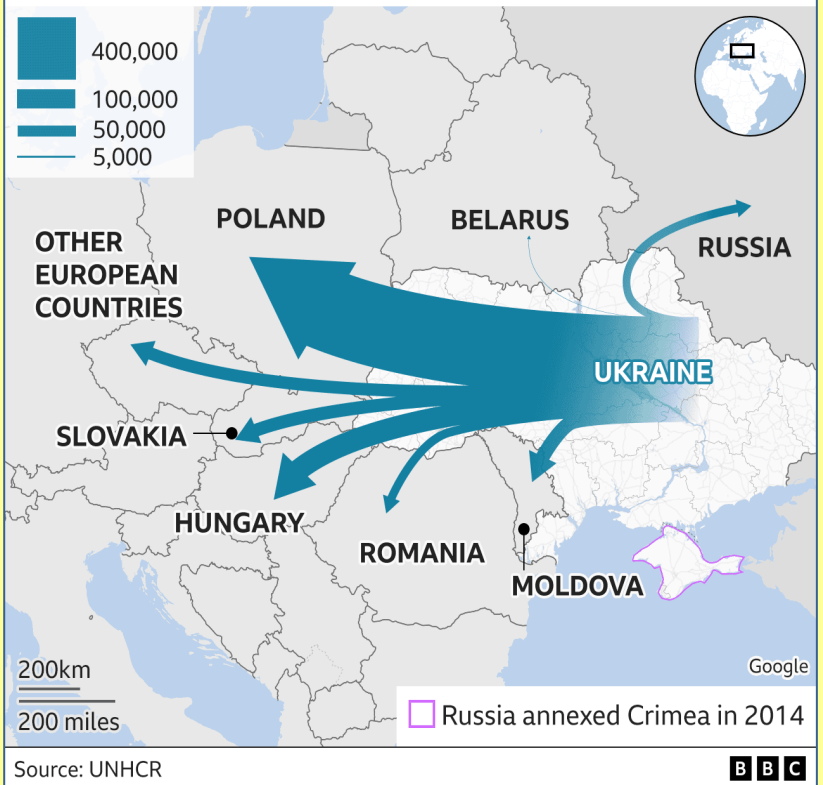 400,000
100,000
50,000
5,000
POLAND
BELARUS
RUSSIA
OTHER
EUROPEAN
COUNTRIES
UKRAINE
SLOVAKIA
HUNGARY
ROMANIA
MOLDOVA
200km
200 miles
Google
Russia annexed Crimea in 2014
Source: UNHCR
BBC